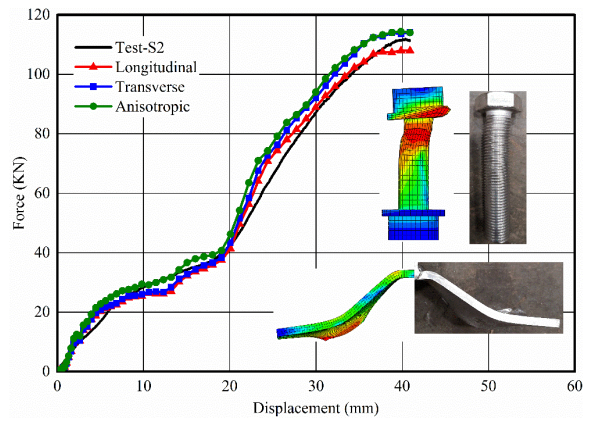 120
100
80
60
40
20
0
Force (KN)
Test-S2
Longitudinal
Transverse
Anisotropic
0 10 20 30 40 50 60
Displacement (mm)